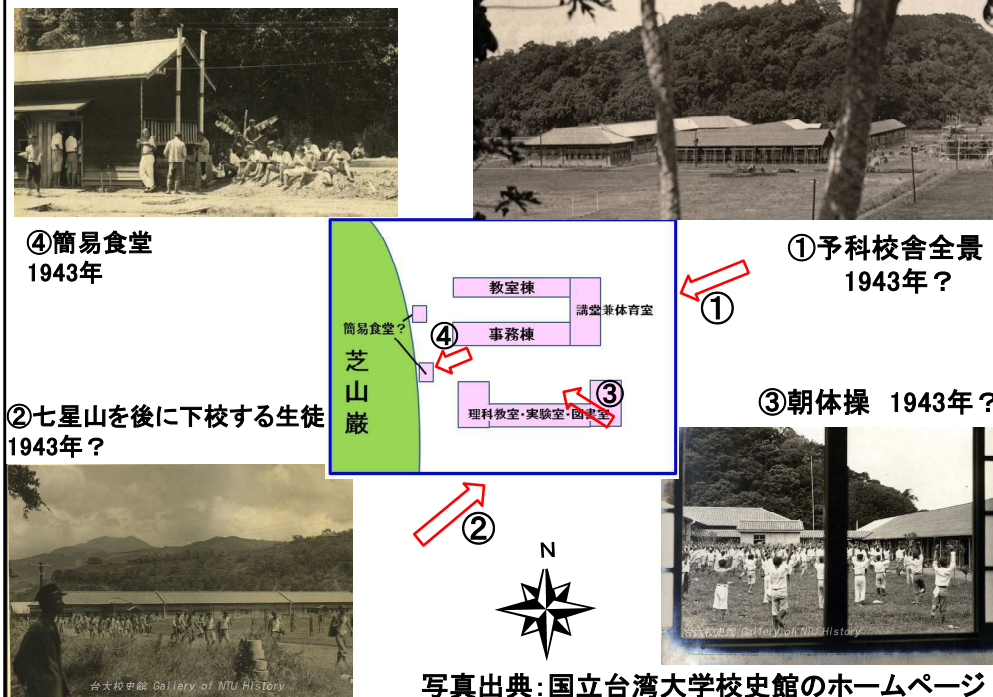 ④簡易食堂
1943年
①予科校舎全景
1943年？
①
教室棟
講堂兼体育室
簡易食堂？
④
事務棟
芝山巌
③
理科教室・実験室・図書室
②七星山を後に下校する生徒
1943年？
③朝体操 1943年？
②
N
台大校史館 Gallery of NTU History
台大校史館 Gallery of NTU History
写真出典：国立台湾大学校史館のホームページ